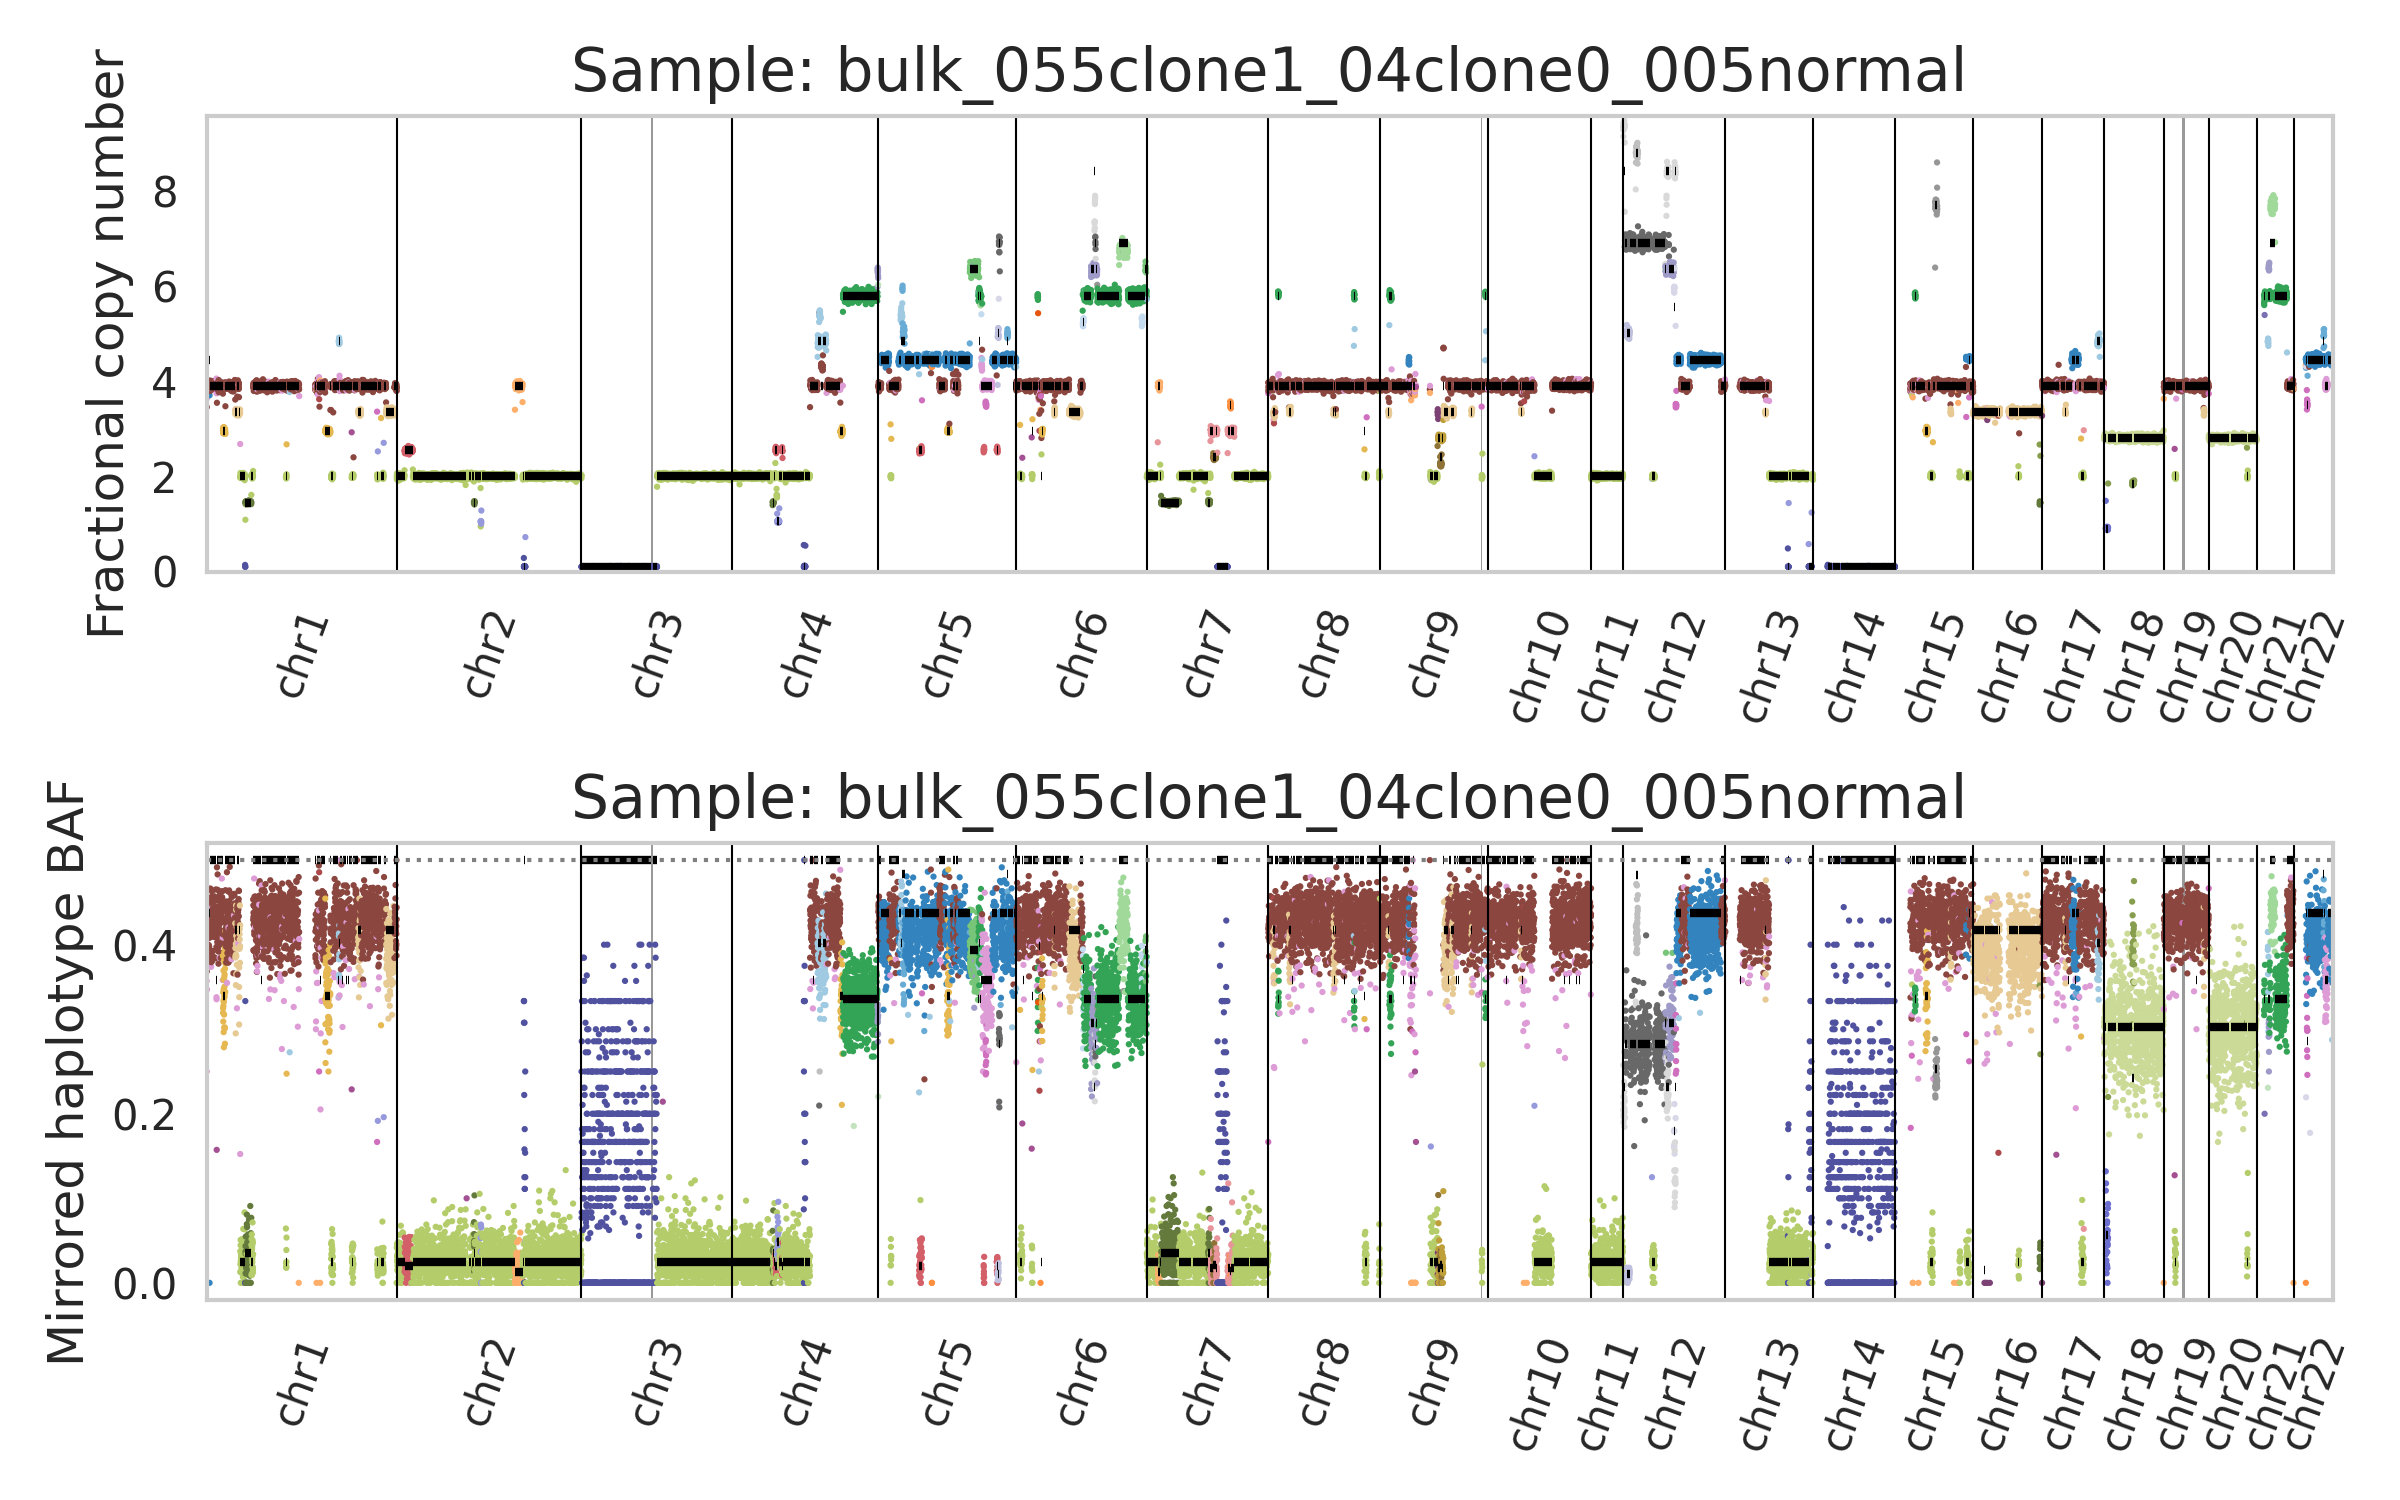 Sample: bulk_055clone1_04clone0_005normal
Fractional copy number
8
6
4
2
0
chr1 chr2 chr3 chr4 chr5 chr6 chr7 chr8 chr9 chr10 chr11 chr12 chr13 chr14 chr15 chr16 chr17 chr18 chr19 chr20 chr21 chr22
Sample: bulk_055clone1_04clone0_005normal
Mirrored haplotype BAF
0.4
0.2
0.0
chr1 chr2 chr3 chr4 chr5 chr6 chr7 chr8 chr9 chr10 chr11 chr12 chr13 chr14 chr15 chr16 chr17 chr18 chr19 chr20 chr21 chr22